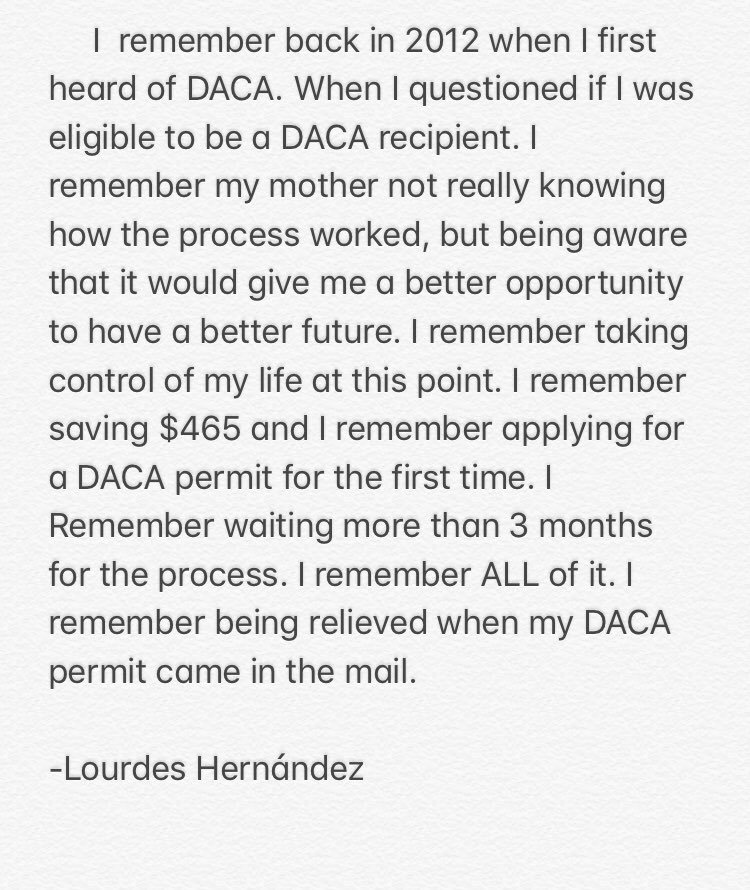 I  remember back in 2012 when I first
heard of DACA. When I questioned if I was
eligible to be a DACA recipient. I
remember my mother not really knowing
how the process worked, but being aware
that it would give me a better opportunity
to have a better future. I remember taking
control of my life at this point. I remember
saving $465 and I remember applying for
a DACA permit for the first time. I
Remember waiting more than 3 months
for the process. I remember ALL of it. I
remember being relieved when my DACA
permit came in the mail.
-Lourdes Hernández